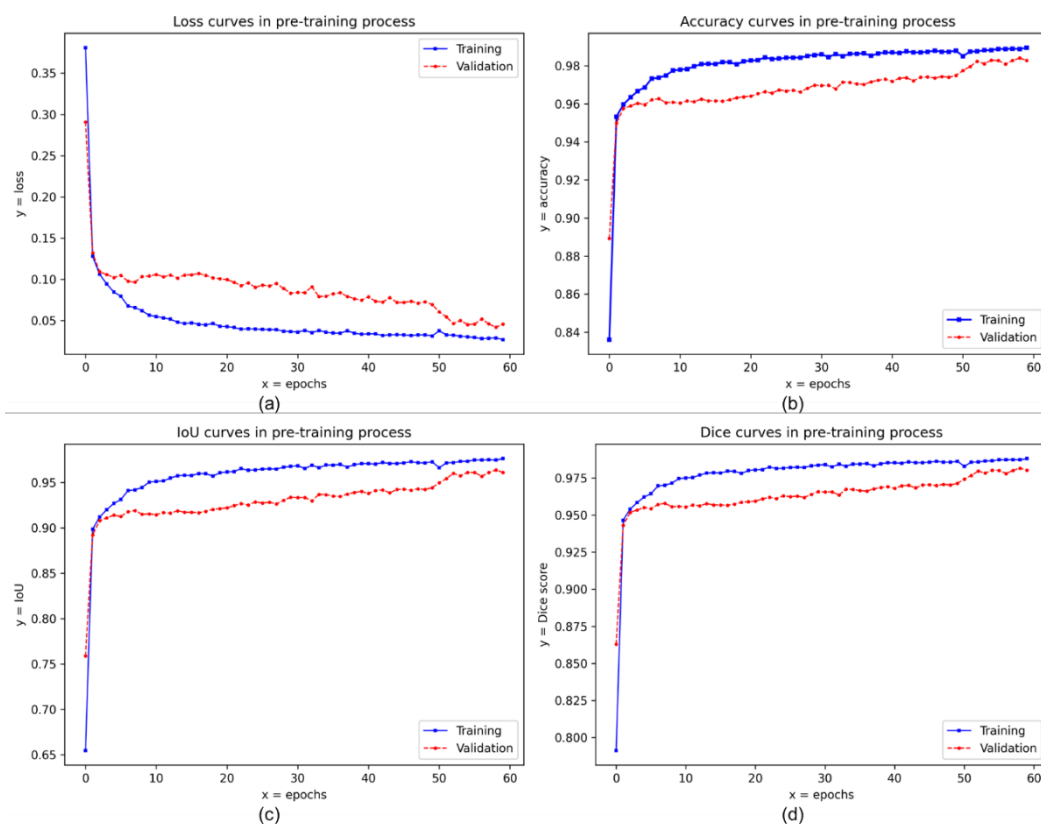 Loss curves in pre-training process
Training
Validation
0.35
0.30
0.25
0.20
0.15
0.10
0.05
y = loss
0 10 20 30 40 50 60
x = epochs
(a)
Accuracy curves in pre-training process
0.98
0.96
0.94
0.92
0.90
0.88
0.86
0.84
y = accuracy
Training
Validation
0 10 20 30 40 50 60
x = epochs
(b)
IoU curves in pre-training process
0.95
0.90
0.85
0.80
0.75
0.70
0.65
y = IoU
Training
Validation
0 10 20 30 40 50 60
x = epochs
(c)
Dice curves in pre-training process
0.975
0.950
0.925
0.900
0.875
0.850
0.825
0.800
y = Dice score
Training
Validation
0 10 20 30 40 50 60
x = epochs
(d)